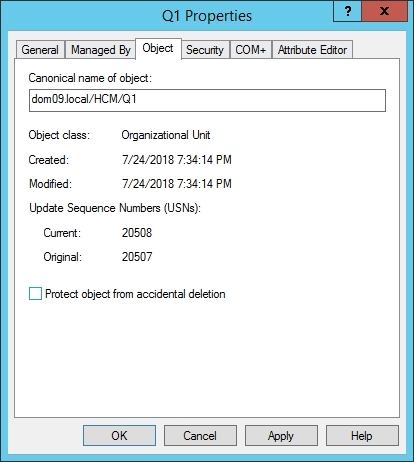 Q1 Properties
? x
General Managed By Object Security COM+ Attribute Editor
Canonical name of object:
dom09.local/HCM/Q1
Object class: Organizational Unit
Created: 7/24/2018 7:34:14 PM
Modified: 7/24/2018 7:34:14 PM
Update Sequence Numbers (USNs):
Current: 20508
Original: 20507
Protect object from accidental deletion
OK Cancel Apply Help